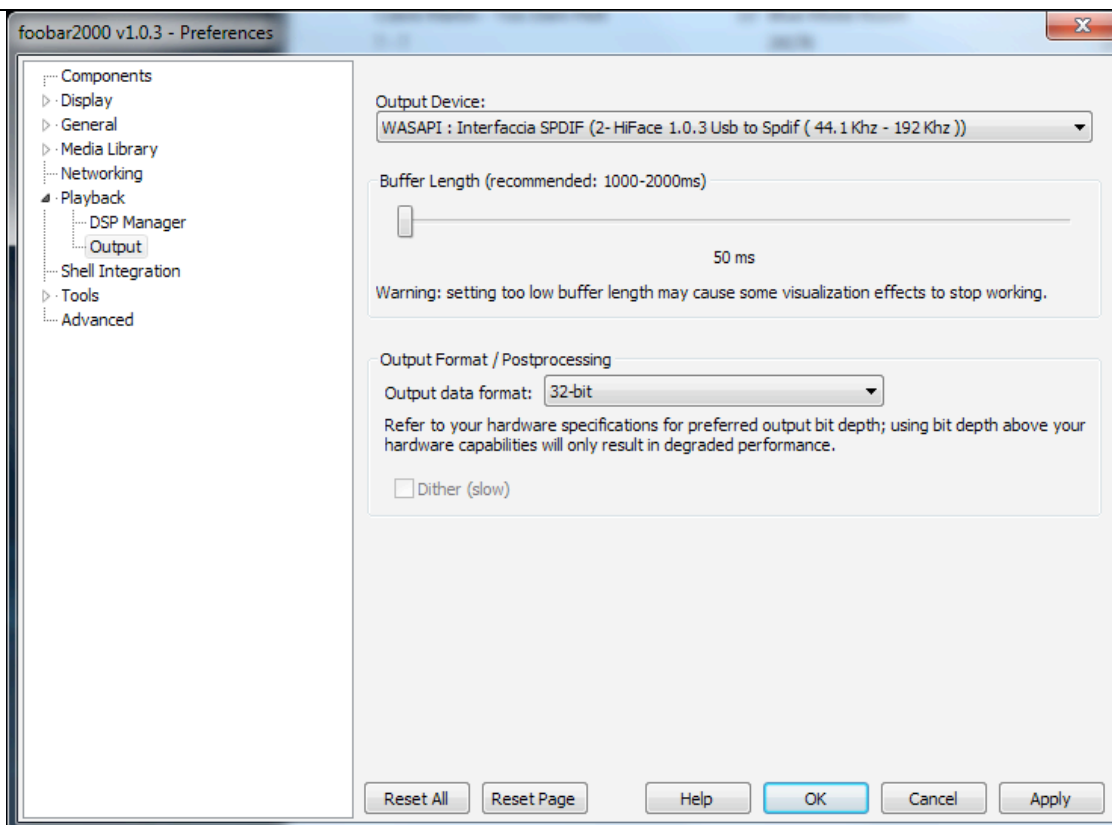 foobar2000 v1.0.3 - Preferences
Components
Display
General
Media Library
Networking
Playback
DSP Manager
Output
Shell Integration
Tools
Advanced
Output Device:
WASAPI : Interfaccia SPDIF (2- HiFace 1.0.3 Usb to Spdif ( 44.1 Khz - 192 Khz ))
Buffer Length (recommended: 1000-2000ms)
50 ms
Warning: setting too low buffer length may cause some visualization effects to stop working.
Output Format / Postprocessing
Output data format: 32-bit
Refer to your hardware specifications for preferred output bit depth; using bit depth above your
hardware capabilities will only result in degraded performance.
Dither (slow)
Reset All Reset Page Help OK Cancel Apply